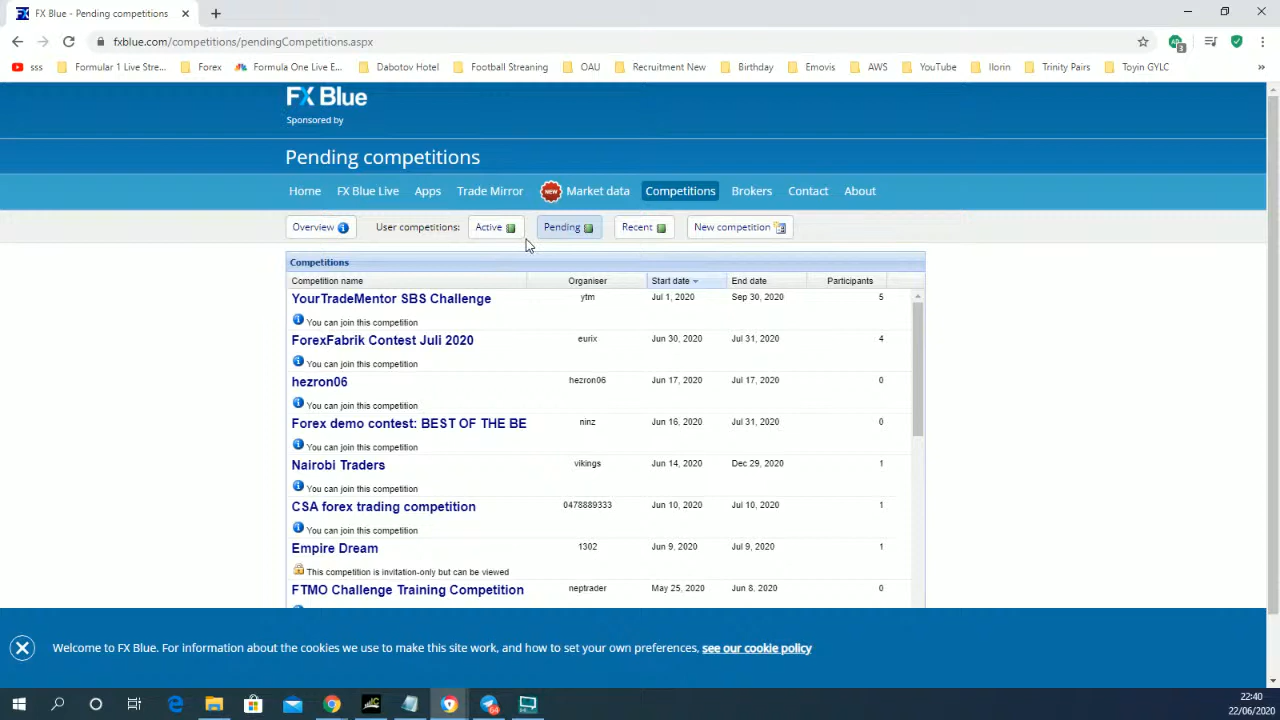 FX Blue - Pending competitions
fxblue.com/competitions/pendingCompetitions.aspx
3
sss Formular 1 Live Stre... Forex Formula One Live E... Dabotov Hotel Football Streaming OAU Recruitment New Birthday Emovis AWS YouTube Ilorin Trinity Pairs Toyin GYLC »
FX Blue
Sponsored by
Pending competitions
Home FX Blue Live Apps Trade Mirror NEW Market data Competitions Brokers Contact About
Overview User competitions: Active Pending Recent New competition
Competitions
Competition name Organiser Start date End date Participants
YourTradeMentor SBS Challenge ytm Jul 1, 2020 Sep 30, 2020 5
You can join this competition
ForexFabrik Contest Juli 2020 eurix Jun 30, 2020 Jul 31, 2020 4
You can join this competition
hezron06 hezron06 Jun 17, 2020 Jul 17, 2020 0
You can join this competition
Forex demo contest: BEST OF THE BE ninz Jun 16, 2020 Jul 31, 2020 0
You can join this competition
Nairobi Traders vikings Jun 14, 2020 Dec 29, 2020 1
You can join this competition
CSA forex trading competition 0478889333 Jun 10, 2020 Jul 10, 2020 1
You can join this competition
Empire Dream 1302 Jun 9, 2020 Jul 9, 2020 1
This competition is invitation-only but can be viewed
FTMO Challenge Training Competition neptrader May 25, 2020 Jun 8, 2020 0
Welcome to FX Blue. For information about the cookies we use to make this site work, and how to set your own preferences, see our cookie policy
22:40
22/06/2020